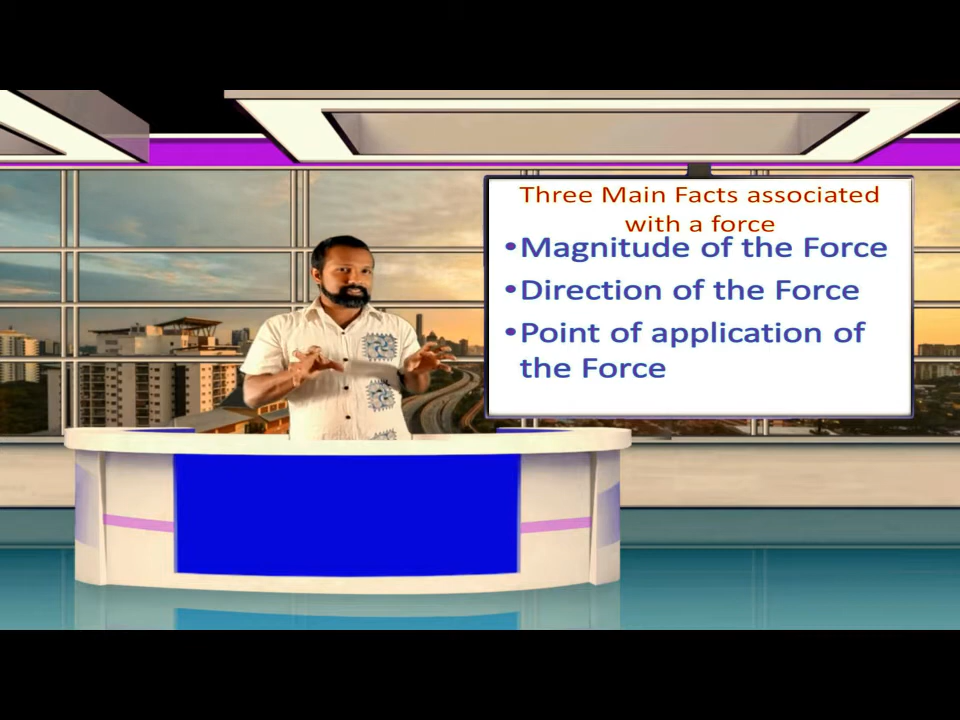 Three Main Facts associated
with a force
•Magnitude of the Force
•Direction of the Force
•Point of application of
the Force